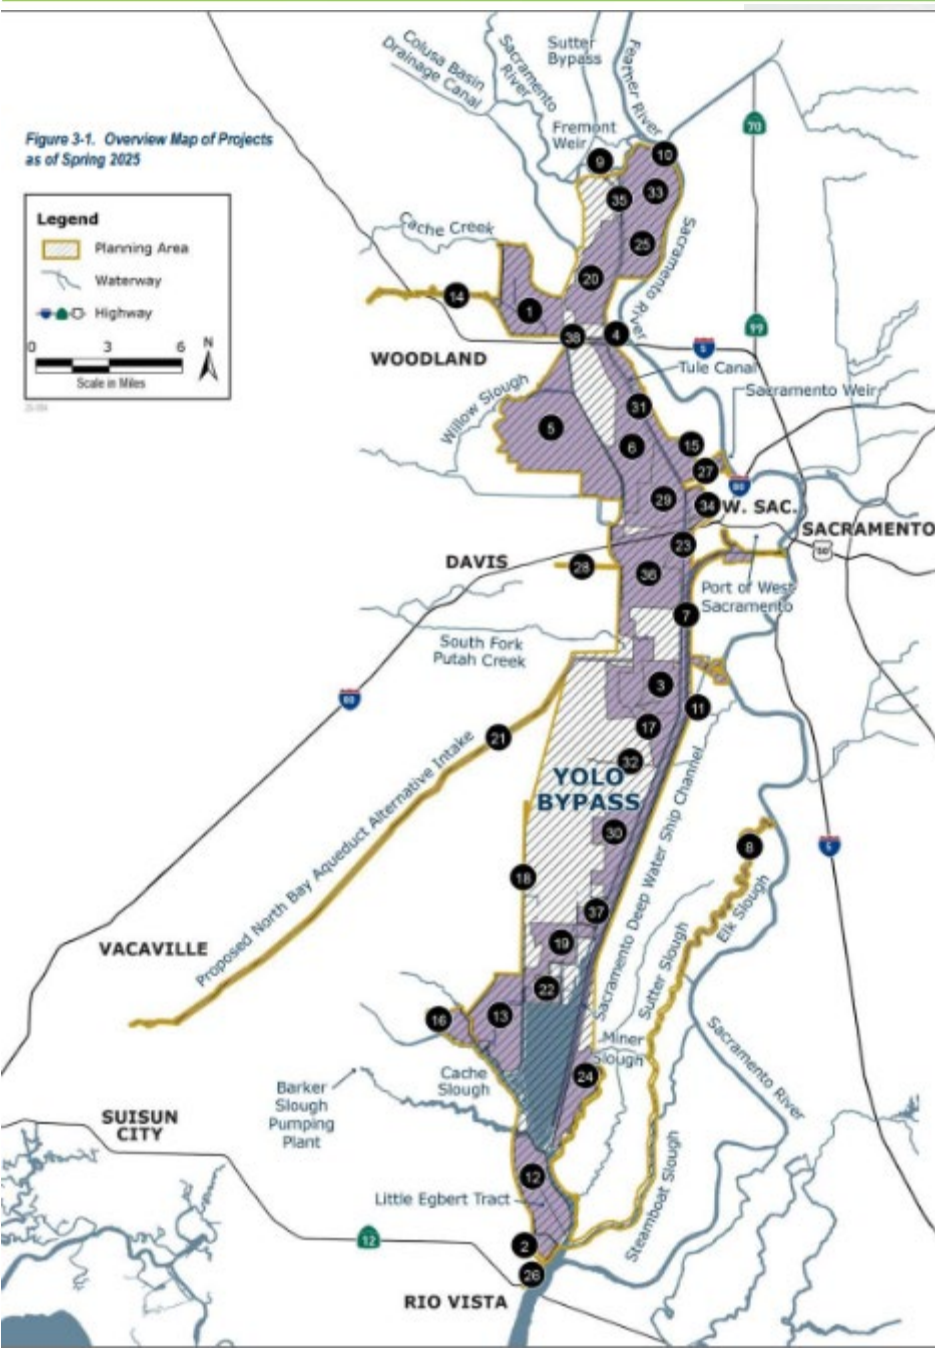 Colusa Basin
Drainage Canal
Sacramento
River
Sutter
Bypass
Feather River
Figure 3-1. Overview Map of Projects
as of Spring 2025
Legend
Planning Area
Waterway
Highway
0 3 6
Scale in Miles
N
Fremont
Weir
70
9
10
33
35
25
20
Cache Creek
Sacramento River
14
1
38
4
99
5
WOODLAND
Tule Canal
Sacramento Weir
Willow Slough
31
5
6
15
27
80
29
34
W. SAC.
SACRAMENTO
50
23
DAVIS
28
36
Port of West
Sacramento
7
South Fork
Putah Creek
3
80
11
17
21
32
YOLO
BYPASS
Proposed North Bay Aqueduct Alternative Intake
Sacramento Deep Water Ship Channel
30
8
5
18
Elk Slough
37
VACAVILLE
19
Sutter Slough
22
16
13
Miner
Slough
Sacramento River
24
Cache
Slough
Barker
Slough
Pumping
Plant
SUISUN
CITY
12
Little Egbert Tract
Steamboat Slough
12
2
26
RIO VISTA